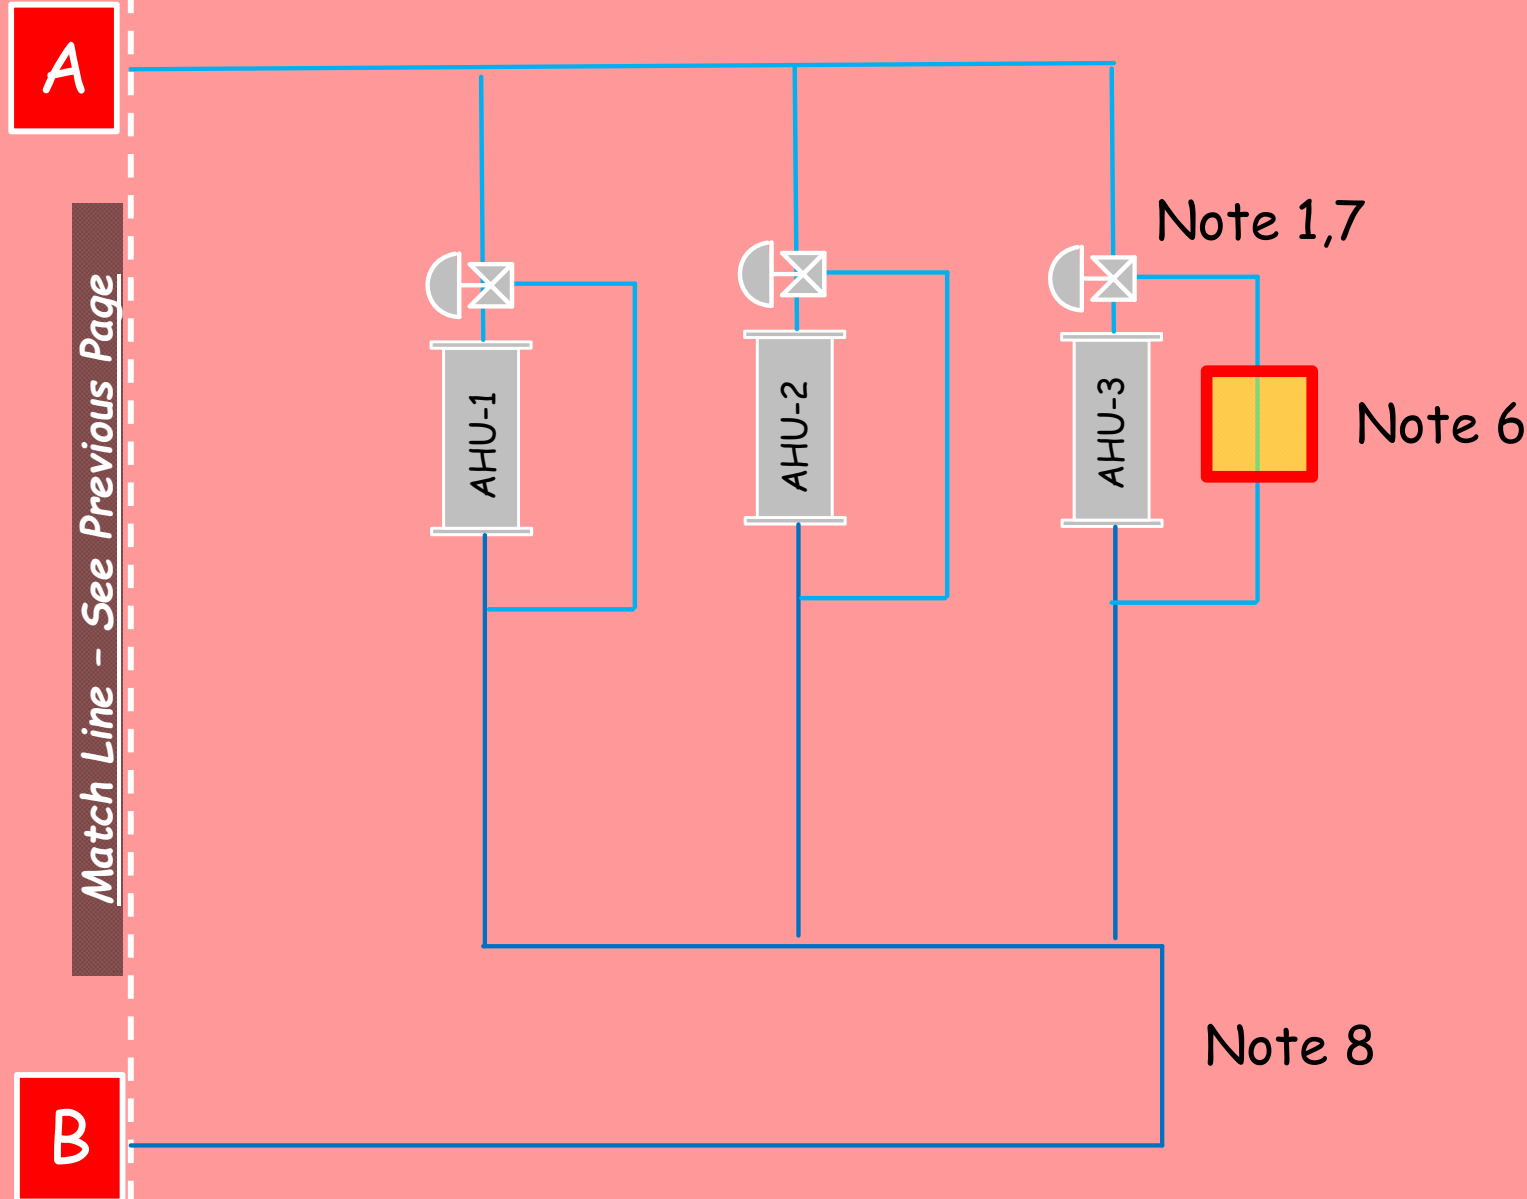 A
Note 1,7
AHU-1
AHU-2
AHU-3
Note 6
Match Line - See Previous Page
Note 8
B